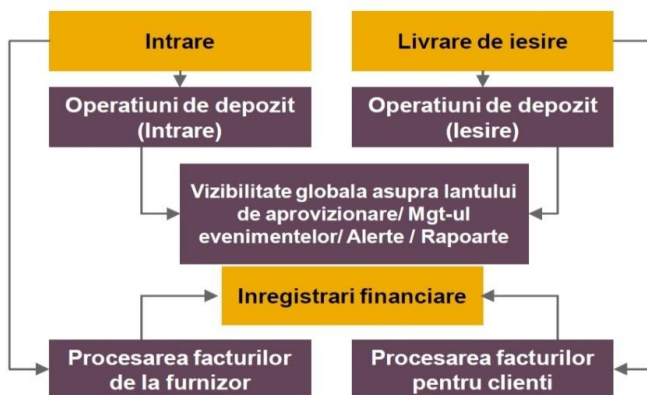 Intrare
Livrare de iesire
Operatiuni de depozit
(Intrare)
Operatiuni de depozit
(Iesire)
Vizibilitate globala asupra lantului
de aprovizionare/ Mgt-ul
evenimentelor/ Alerte / Rapoarte
Inregistrari financiare
Procesarea facturilor
de la furnizor
Procesarea facturilor
pentru clienti